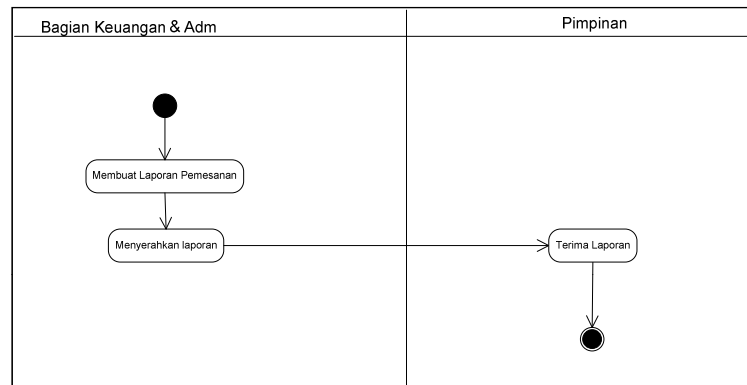 Bagian Keuangan & Adm
Pimpinan
Membuat Laporan Pemesanan
Menyerahkan laporan
Terima Laporan